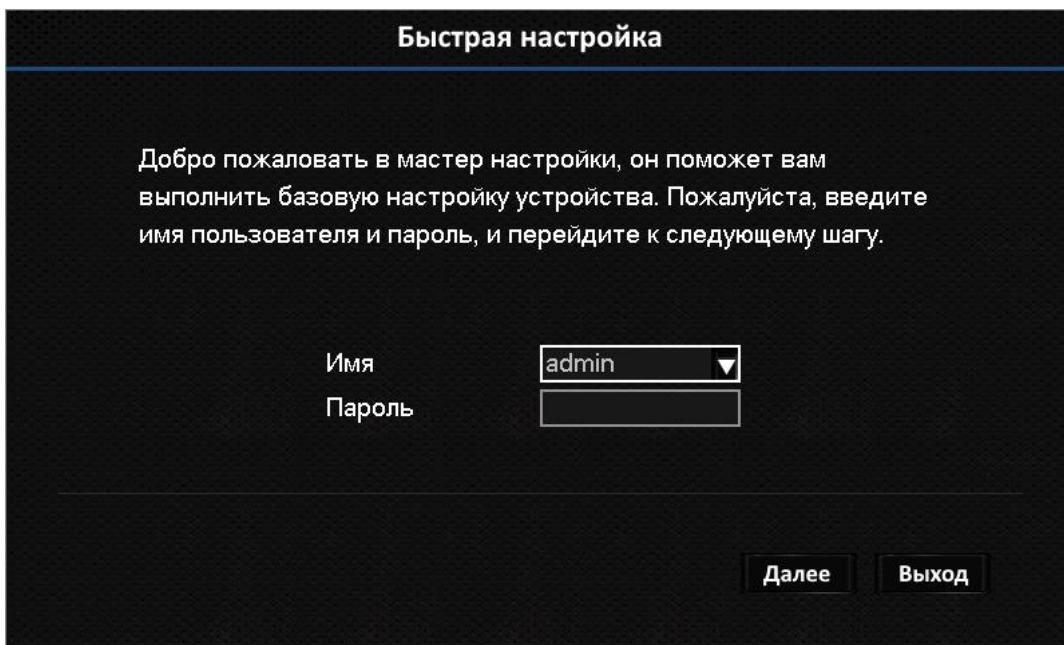 Быстрая настройка
Добро пожаловать в мастер настройки, он поможет вам
выполнить базовую настройку устройства. Пожалуйста, введите
имя пользователя и пароль, и перейдите к следующему шагу.
Имя admin
Пароль
Далее Выход